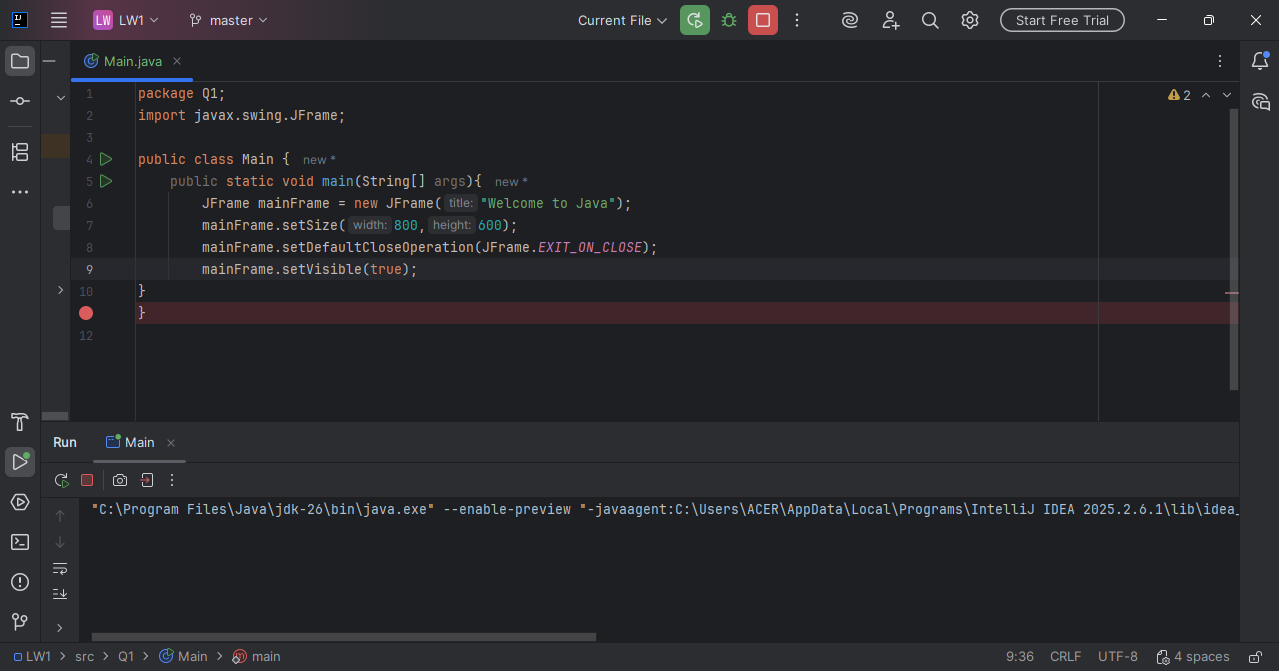 LW LW1 master Current File Start Free Trial
Main.java
1 package Q1; 2
2 import javax.swing.JFrame;
3
4 public class Main { new *
5 public static void main(String[] args){ new *
6 JFrame mainFrame = new JFrame( title: "Welcome to Java");
7 mainFrame.setSize( width: 800, height: 600);
8 mainFrame.setDefaultCloseOperation(JFrame.EXIT_ON_CLOSE);
9 mainFrame.setVisible(true);
10 }
}
12
Run Main
"C:\Program Files\Java\jdk-26\bin\java.exe" --enable-preview "-javaagent:C:\Users\ACER\AppData\Local\Programs\IntelliJ IDEA 2025.2.6.1\lib\idea_
LW1 > src > Q1 > Main > main 9:36 CRLF UTF-8 4 spaces